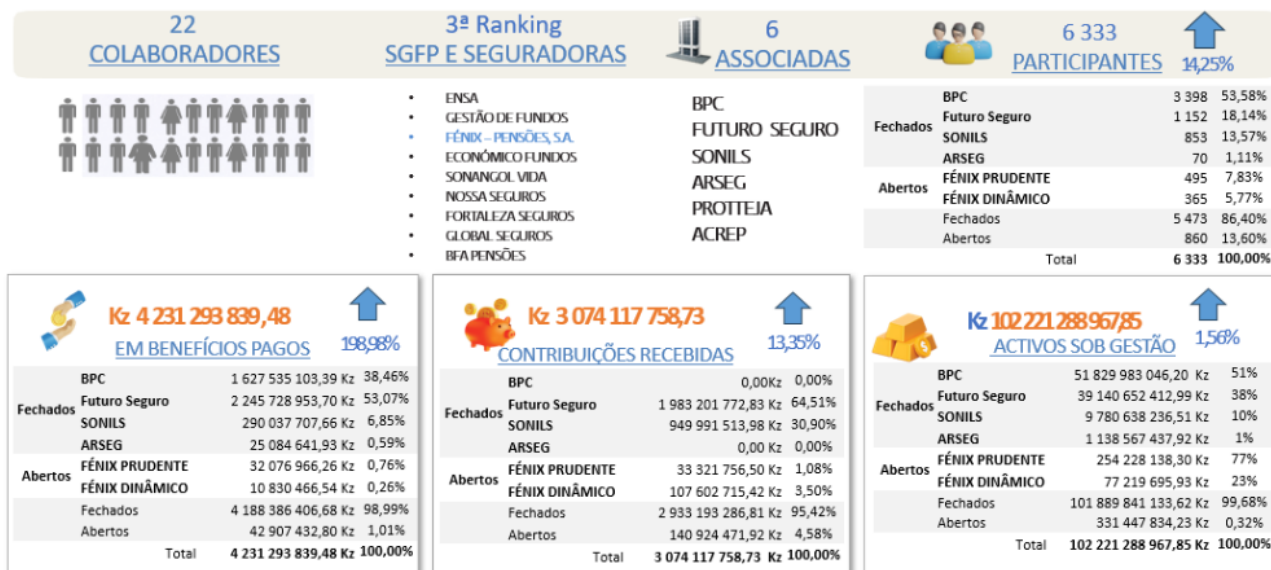 22
COLABORADORES
3ª Ranking
SGFP E SEGURADORAS
• ENSA
• GESTÃO DE FUNDOS
• FÉNIX – PENSÕES, S.A.
• ECONÓMICO FUNDOS
• SONANGOL VIDA
• NOSSA SEGUROS
• FORTALEZA SEGUROS
• GLOBAL SEGUROS
• BFA PENSÕES
6
ASSOCIADAS
BPC
FUTURO SEGURO
SONILS
ARSEG
PROTTEJA
ACREP
6 333
PARTICIPANTES 14,25%
BPC 3 398 53,58%
Fechados Futuro Seguro 1 152 18,14%
SONILS 853 13,57%
ARSEG 70 1,11%
Abertos FÉNIX PRUDENTE 495 7,83%
FÉNIX DINÂMICO 365 5,77%
Fechados 5 473 86,40%
Abertos 860 13,60%
Total 6 333 100,00%
Kz 4 231 293 839,48
EM BENEFÍCIOS PAGOS 198,98%
BPC 1 627 535 103,39 Kz 38,46%
Fechados Futuro Seguro 2 245 728 953,70 Kz 53,07%
SONILS 290 037 707,66 Kz 6,85%
ARSEG 25 084 641,93 Kz 0,59%
Abertos FÉNIX PRUDENTE 32 076 966,26 Kz 0,76%
FÉNIX DINÂMICO 10 830 466,54 Kz 0,26%
Fechados 4 188 386 406,68 Kz 98,99%
Abertos 42 907 432,80 Kz 1,01%
Total 4 231 293 839,48 Kz 100,00%
Kz 3 074 117 758,73
CONTRIBUIÇÕES RECEBIDAS 13,35%
BPC 0,00Kz 0,00%
Fechados Futuro Seguro 1 983 201 772,83 Kz 64,51%
SONILS 949 991 513,98 Kz 30,90%
ARSEG 0,00 Kz 0,00%
Abertos FÉNIX PRUDENTE 33 321 756,50 Kz 1,08%
FÉNIX DINÂMICO 107 602 715,42 Kz 3,50%
Fechados 2 933 193 286,81 Kz 95,42%
Abertos 140 924 471,92 Kz 4,58%
Total 3 074 117 758,73 Kz 100,00%
Kz 102 221 288 967,85
ACTIVOS SOB GESTÃO 1,56%
BPC 51 829 983 046,20 Kz 51%
Fechados Futuro Seguro 39 140 652 412,99 Kz 38%
SONILS 9 780 638 236,51 Kz 10%
ARSEG 1 138 567 437,92 Kz 1%
Abertos FÉNIX PRUDENTE 254 228 138,30 Kz 77%
FÉNIX DINÂMICO 77 219 695,93 Kz 23%
Fechados 101 889 841 133,62 Kz 99,68%
Abertos 331 447 834,23 Kz 0,32%
Total 102 221 288 967,85 Kz 100,00%